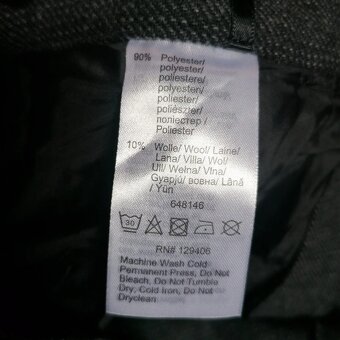 90% Polyester/
Polyester/
poliestere/
polyester/
poliester/
poliészter/
поліестер /
Poliester
10% Wolle/ Wool/ Laine/
Lana/ Villa/ Wol/
Ull/ Wełna/ Vlna/
Gyapjú/ вовна/ Lână
/ Yün
648146
30
RN# 129406
Machine Wash Cold
Permanent Press, Do Not
Bleach, Do Not Tumble
Dry, Cold Iron, Do Not
Dryclean